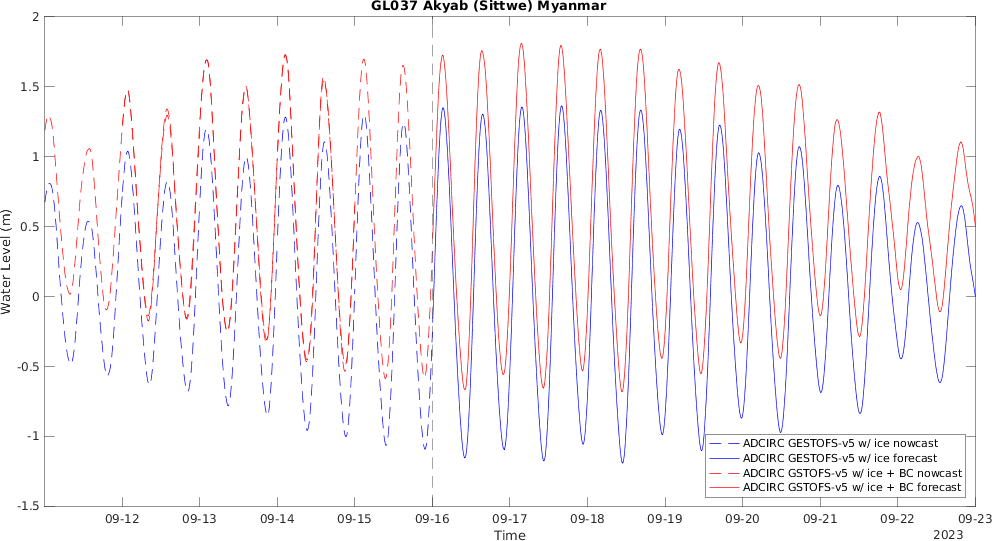 GL037 Akyab (Sittwe) Myanmar
2
1.5
1
0.5
0
-0.5
-1
-1.5
Water Level (m)
ADCIRC GESTOFS-v5 w/ ice nowcast
ADCIRC GESTOFS-v5 w/ ice forecast
ADCIRC GSTOFS-v5 w/ ice + BC nowcast
ADCIRC GSTOFS-v5 w/ ice + BC forecast
09-12 09-13 09-14 09-15 09-16 09-17 09-18 09-19 09-20 09-21 09-22 09-23
Time
2023